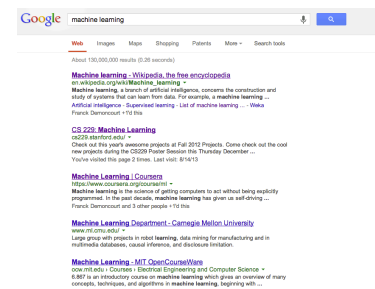 Google machine learning
Web Images Maps Shopping Patents More Search tools
About 130,000,000 results (0.28 seconds)
Machine learning - Wikipedia, the free encyclopedia
en.wikipedia.org/wiki/Machine_learning
Machine learning, a branch of artificial intelligence, concerns the construction and
study of systems that can learn from data. For example, a machine learning ...
Artificial intelligence - Supervised learning - List of machine learning ... - Weka
Franck Dernoncourt +1'd this
CS 229: Machine Learning
cs229.stanford.edu/
Check out this year's awesome projects at Fall 2012 Projects. Come check out the cool
new projects during the CS229 Poster Session this Thursday December ...
You've visited this page 2 times. Last visit: 8/14/13
Machine Learning | Coursera
https://www.coursera.org/course/ml
Machine learning is the science of getting computers to act without being explicitly
programmed. In the past decade, machine learning has given us self-driving ...
Franck Dernoncourt and 3 other people +1'd this
Machine Learning Department - Carnegie Mellon University
www.ml.cmu.edu/
Large group with projects in robot learning, data mining for manufacturing and in
multimedia databases, causal inference, and disclosure limitation.
Machine Learning - MIT OpenCourseWare
ocw.mit.edu › Courses › Electrical Engineering and Computer Science
6.867 is an introductory course on machine learning which gives an overview of many
concepts, techniques, and algorithms in machine learning, beginning with ...